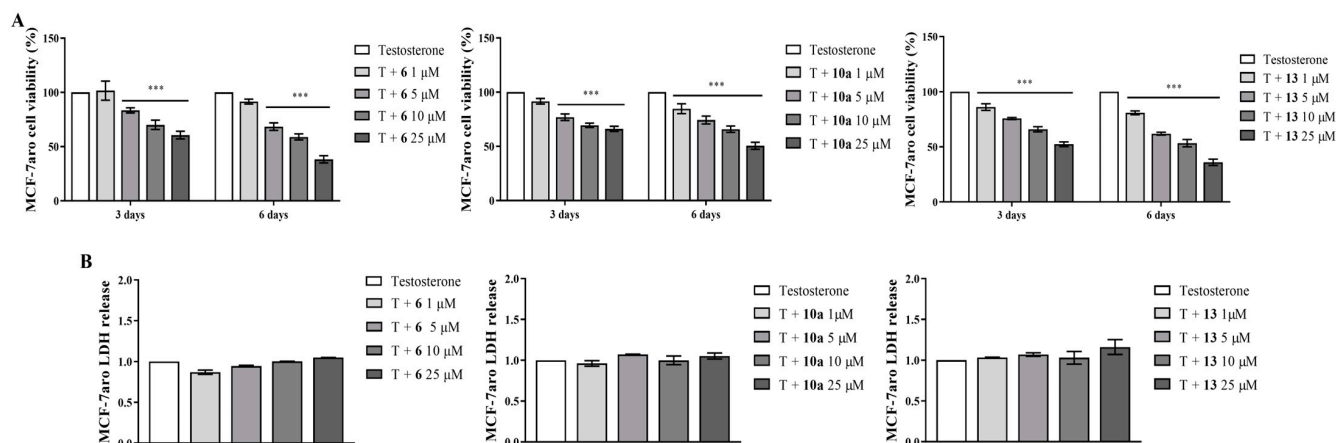 A
MCF-7aro cell viability (%)
150
100
50
0
3 days
6 days
Testosterone
T + 6 1 μM
T + 6 5 μM
T + 6 10 μM
T + 6 25 μM
***
***
MCF-7aro cell viability (%)
150
100
50
0
3 days
6 days
Testosterone
T + 10a 1 μM
T + 10a 5 μM
T + 10a 10 μM
T + 10a 25 μM
***
***
MCF-7aro cell viability (%)
150
100
50
0
3 days
6 days
Testosterone
T + 13 1 μM
T + 13 5 μM
T + 13 10 μM
T + 13 25 μM
***
***
B
MCF-7aro LDH release
2.0
1.5
1.0
0.5
0.0
Testosterone
T + 6 1 μM
T + 6 5 μM
T + 6 10 μM
T + 6 25 μM
MCF-7aro LDH release
2.0
1.5
1.0
0.5
0.0
Testosterone
T + 10a 1μM
T + 10a 5 μM
T + 10a 10 μM
T + 10a 25 μM
MCF-7aro LDH release
2.0
1.5
1.0
0.5
0.0
Testosterone
T + 13 1μM
T + 13 5 μM
T + 13 10 μM
T + 13 25 μM